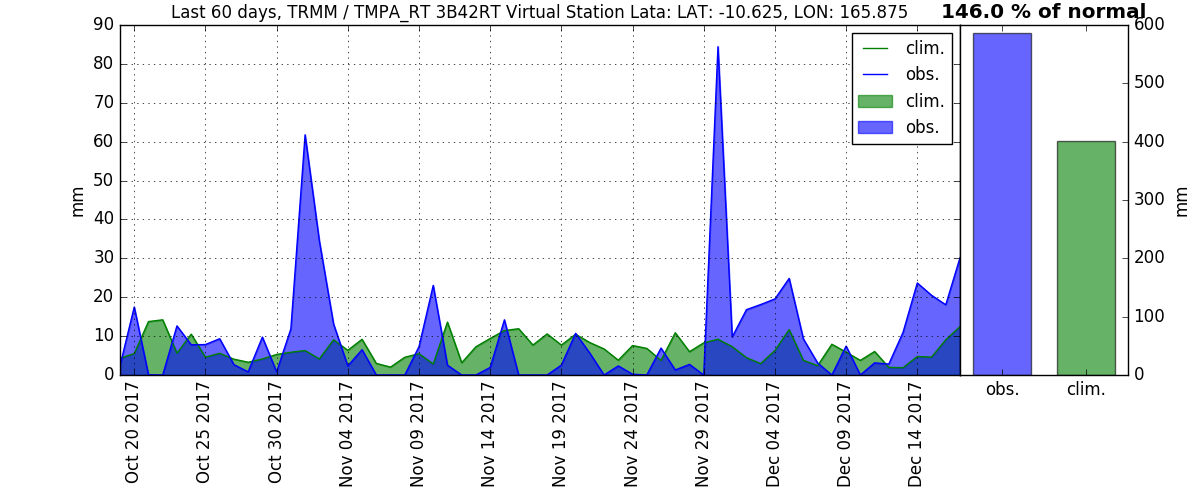 Last 60 days, TRMM / TMPA_RT 3B42RT Virtual Station Lata: LAT: -10.625, LON: 165.875
146.0 % of normal
90
80
70
60
50
40
30
20
10
0
mm
clim.
obs.
clim.
obs.
600
500
400
300
200
100
0
mm
Oct 20 2017
Oct 25 2017
Oct 30 2017
Nov 04 2017
Nov 09 2017
Nov 14 2017
Nov 19 2017
Nov 24 2017
Nov 29 2017
Dec 04 2017
Dec 09 2017
Dec 14 2017
obs.
clim.